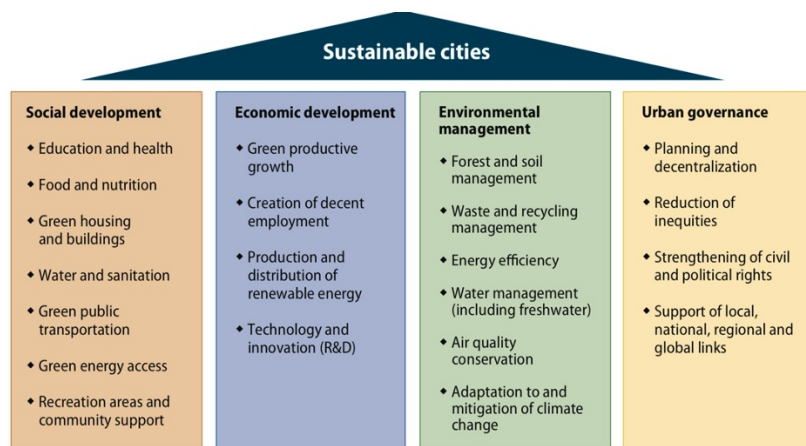 Sustainable cities
Social development
◆ Education and health
◆ Food and nutrition
◆ Green housing
and buildings
◆ Water and sanitation
◆ Green public
transportation
◆ Green energy access
◆ Recreation areas and
community support
Economic development
◆ Green productive
growth
◆ Creation of decent
employment
◆ Production and
distribution of
renewable energy
◆ Technology and
innovation (R&D)
Environmental
management
◆ Forest and soil
management
◆ Waste and recycling
management
◆ Energy efficiency
◆ Water management
(including freshwater)
◆ Air quality
conservation
◆ Adaptation to and
mitigation of climate
change
Urban governance
◆ Planning and
decentralization
◆ Reduction of
inequities
◆ Strengthening of civil
and political rights
◆ Support of local,
national, regional and
global links